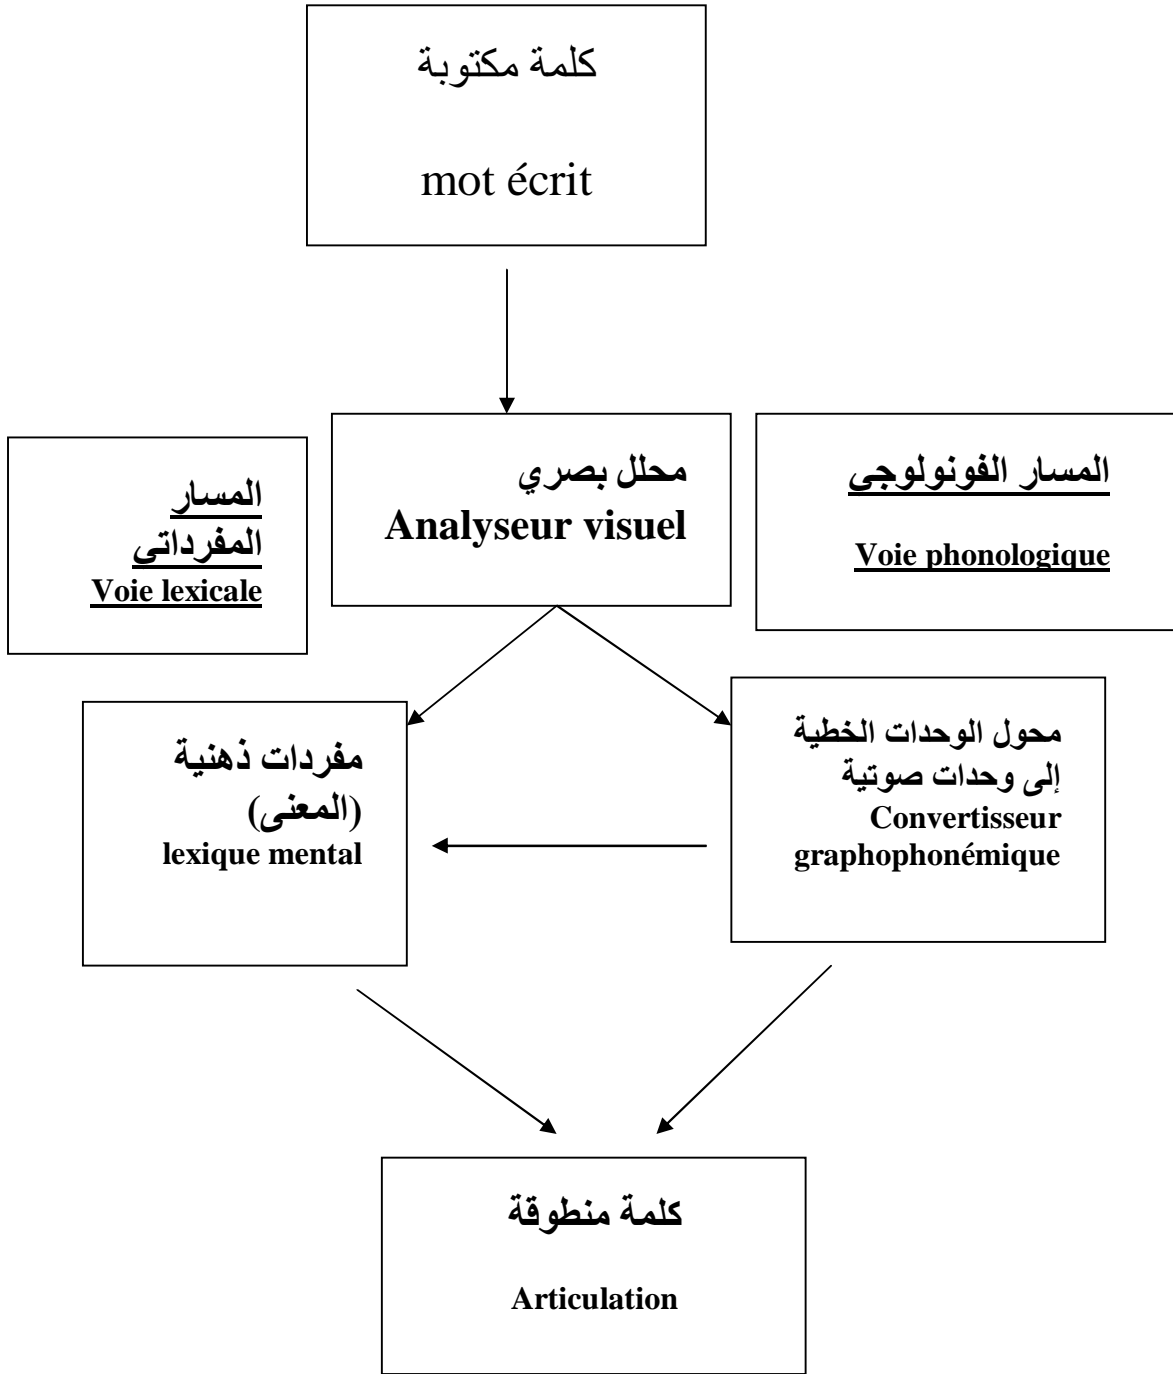 كلمة مكتوبة
mot écrit
محلل بصري
Analyseur visuel
المسار الفونولوجي
Voie phonologique
المسار
المفرداتي
Voie lexicale
محول الوحدات الخطية
إلى وحدات صوتية
Convertisseur
graphophonémique
مفردات ذهنية
(المعنى)
lexique mental
كلمة منطوقة
Articulation